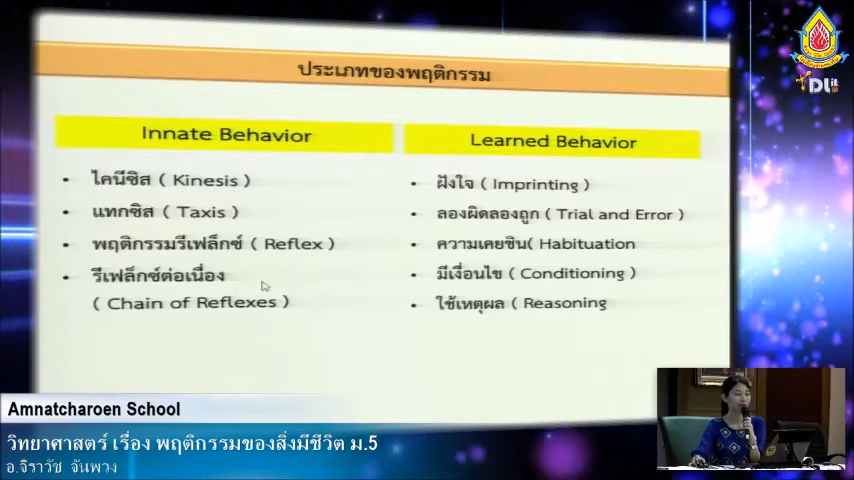 ประเภทของพฤติกรรม
Innate Behavior
• ไคนีซิส ( Kinesis )
• แทกซิส ( Taxis )
• พฤติกรรมรีเฟล็กซ์ ( Reflex )
• รีเฟล็กซ์ต่อเนื่อง
( Chain of Reflexes )
Learned Behavior
• ฝังใจ ( Imprinting )
• ลองผิดลองถูก ( Trial and Error )
• ความเคยชิน( Habituation
• มีเงื่อนไข ( Conditioning )
• ใช้เหตุผล ( Reasoning
DL
Amnatcharoen School
วิทยาศาสตร์ เรื่อง พฤติกรรมของสิ่งมีชีวิต ม.5
อ.จิราวัช จันพวง